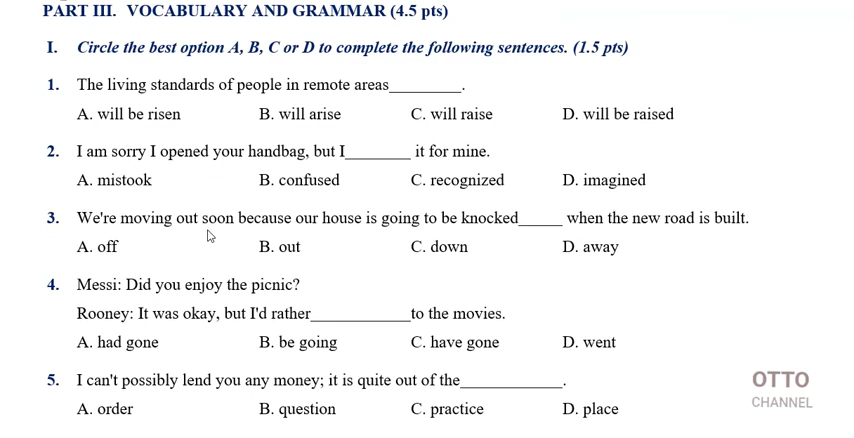 PART III. VOCABULARY AND GRAMMAR (4.5 pts)
I. Circle the best option A, B, C or D to complete the following sentences. (1.5 pts)
1. The living standards of people in remote areas_________.
A. will be risen B. will arise C. will raise D. will be raised
2. I am sorry I opened your handbag, but I________ it for mine.
A. mistook B. confused C. recognized D. imagined
3. We're moving out soon because our house is going to be knocked_____ when the new road is built.
A. off B. out C. down D. away
4. Messi: Did you enjoy the picnic?
Rooney: It was okay, but I'd rather____________to the movies.
A. had gone B. be going C. have gone D. went
5. I can't possibly lend you any money; it is quite out of the_____________.
A. order B. question C. practice D. place
OTTO
CHANNEL